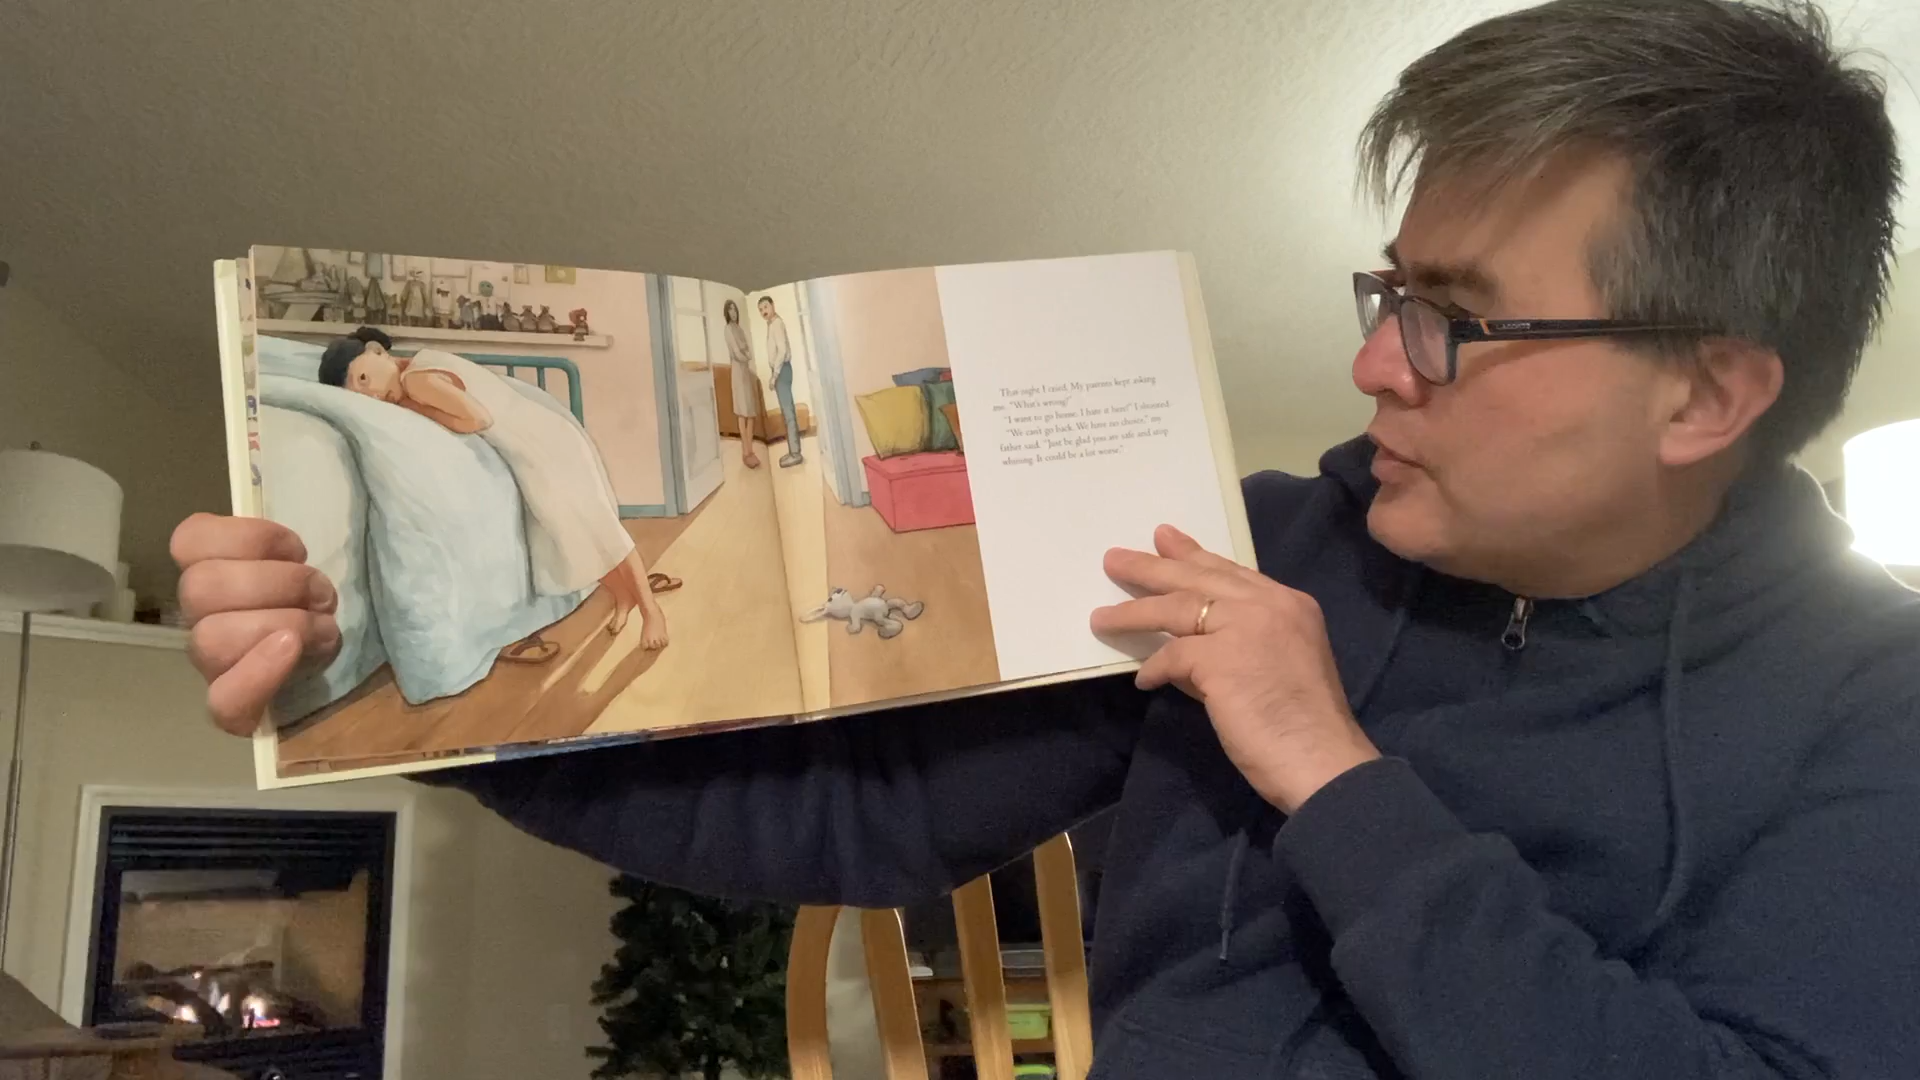 That night I cried. My parents kept asking
me, "What's wrong?"
"I want to go home. I hate it here!" I shouted.
"We can't go back. We have no choice," my
father said. "Just be glad you are safe and stop
whining. It could be a lot worse."